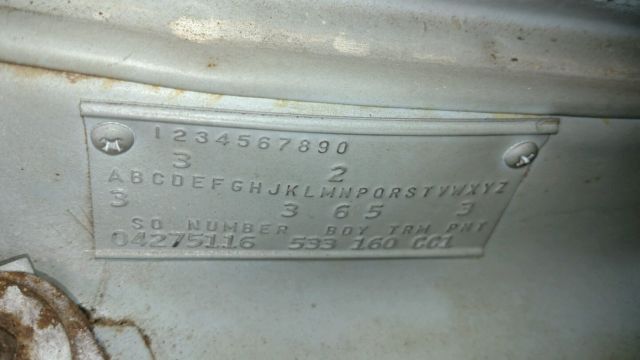 1234567890
3 2
ABCDEFGHJKLMNPQRSTVWXYZ
3 3 6 5 3
SO NUMBER BDY TRM PNT
04275116 533 160 CC1